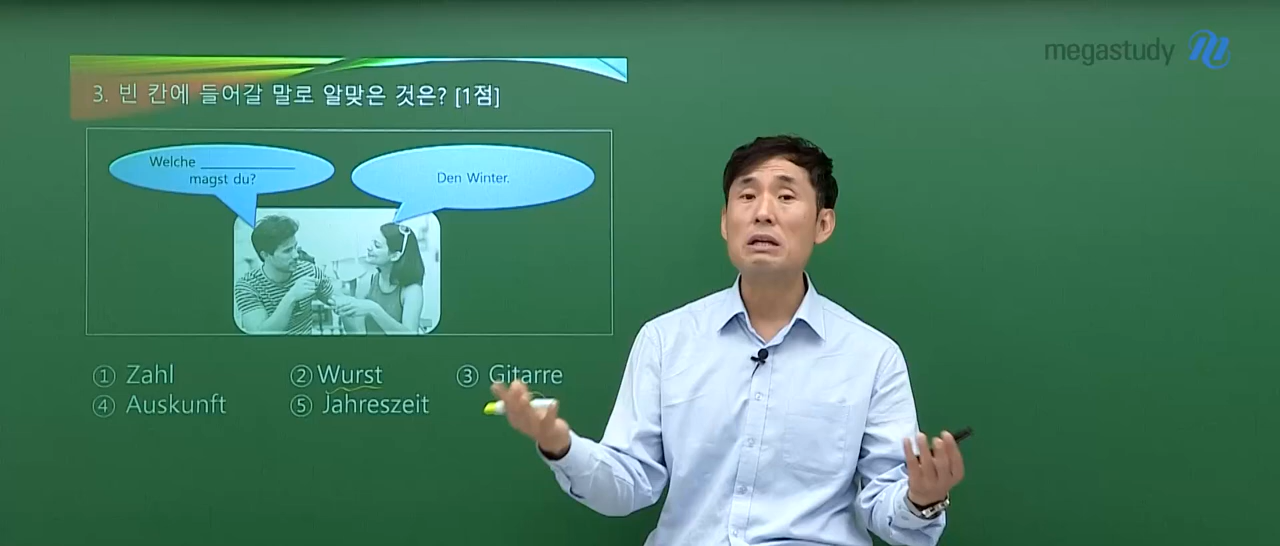 megastudy
3. 빈 칸에 들어갈 말로 알맞은 것은? [1점]
Welche ____________
magst du?
Den Winter.
① Zahl ② Wurst ③ Gitarre
④ Auskunft ⑤ Jahreszeit